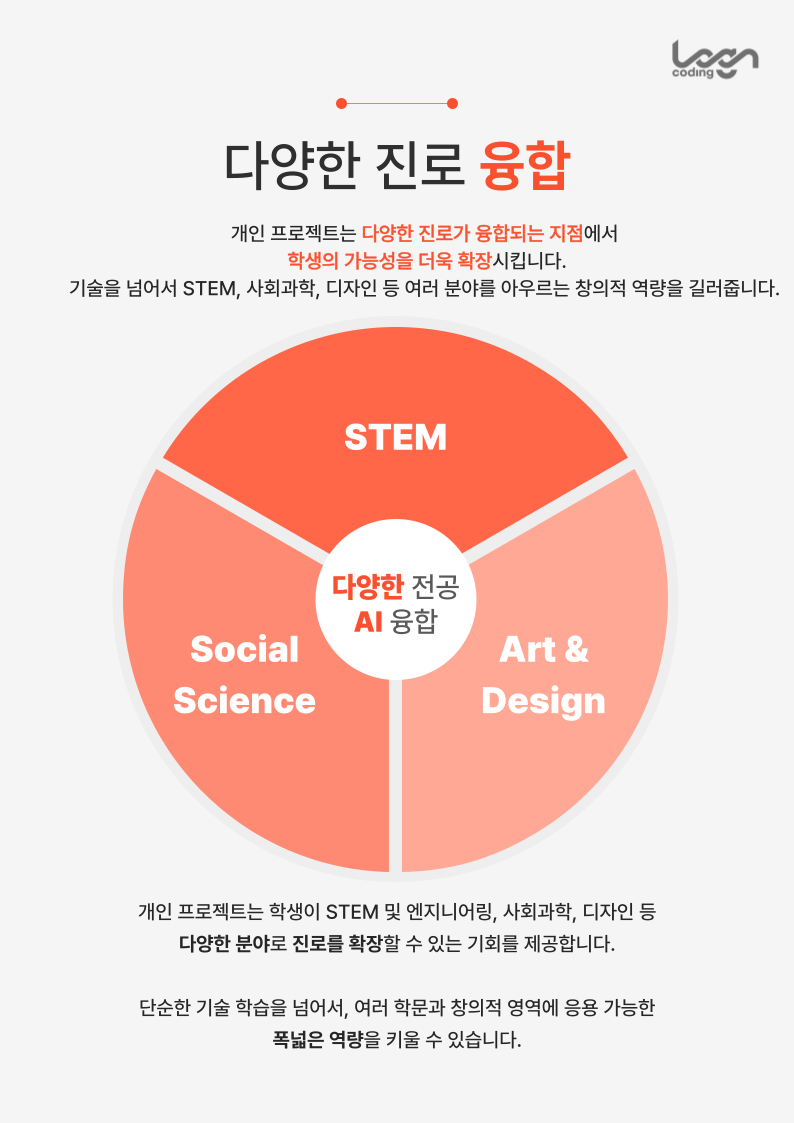 Logn
coding
다양한 진로 융합
개인 프로젝트는 다양한 진로가 융합되는 지점에서
학생의 가능성을 더욱 확장시킵니다.
기술을 넘어서 STEM, 사회과학, 디자인 등 여러 분야를 아우르는 창의적 역량을 길러줍니다.
STEM
다양한 전공
AI 융합
Social
Science
Art &
Design
개인 프로젝트는 학생이 STEM 및 엔지니어링, 사회과학, 디자인 등
다양한 분야로 진로를 확장할 수 있는 기회를 제공합니다.
단순한 기술 학습을 넘어서, 여러 학문과 창의적 영역에 응용 가능한
폭넓은 역량을 키울 수 있습니다.